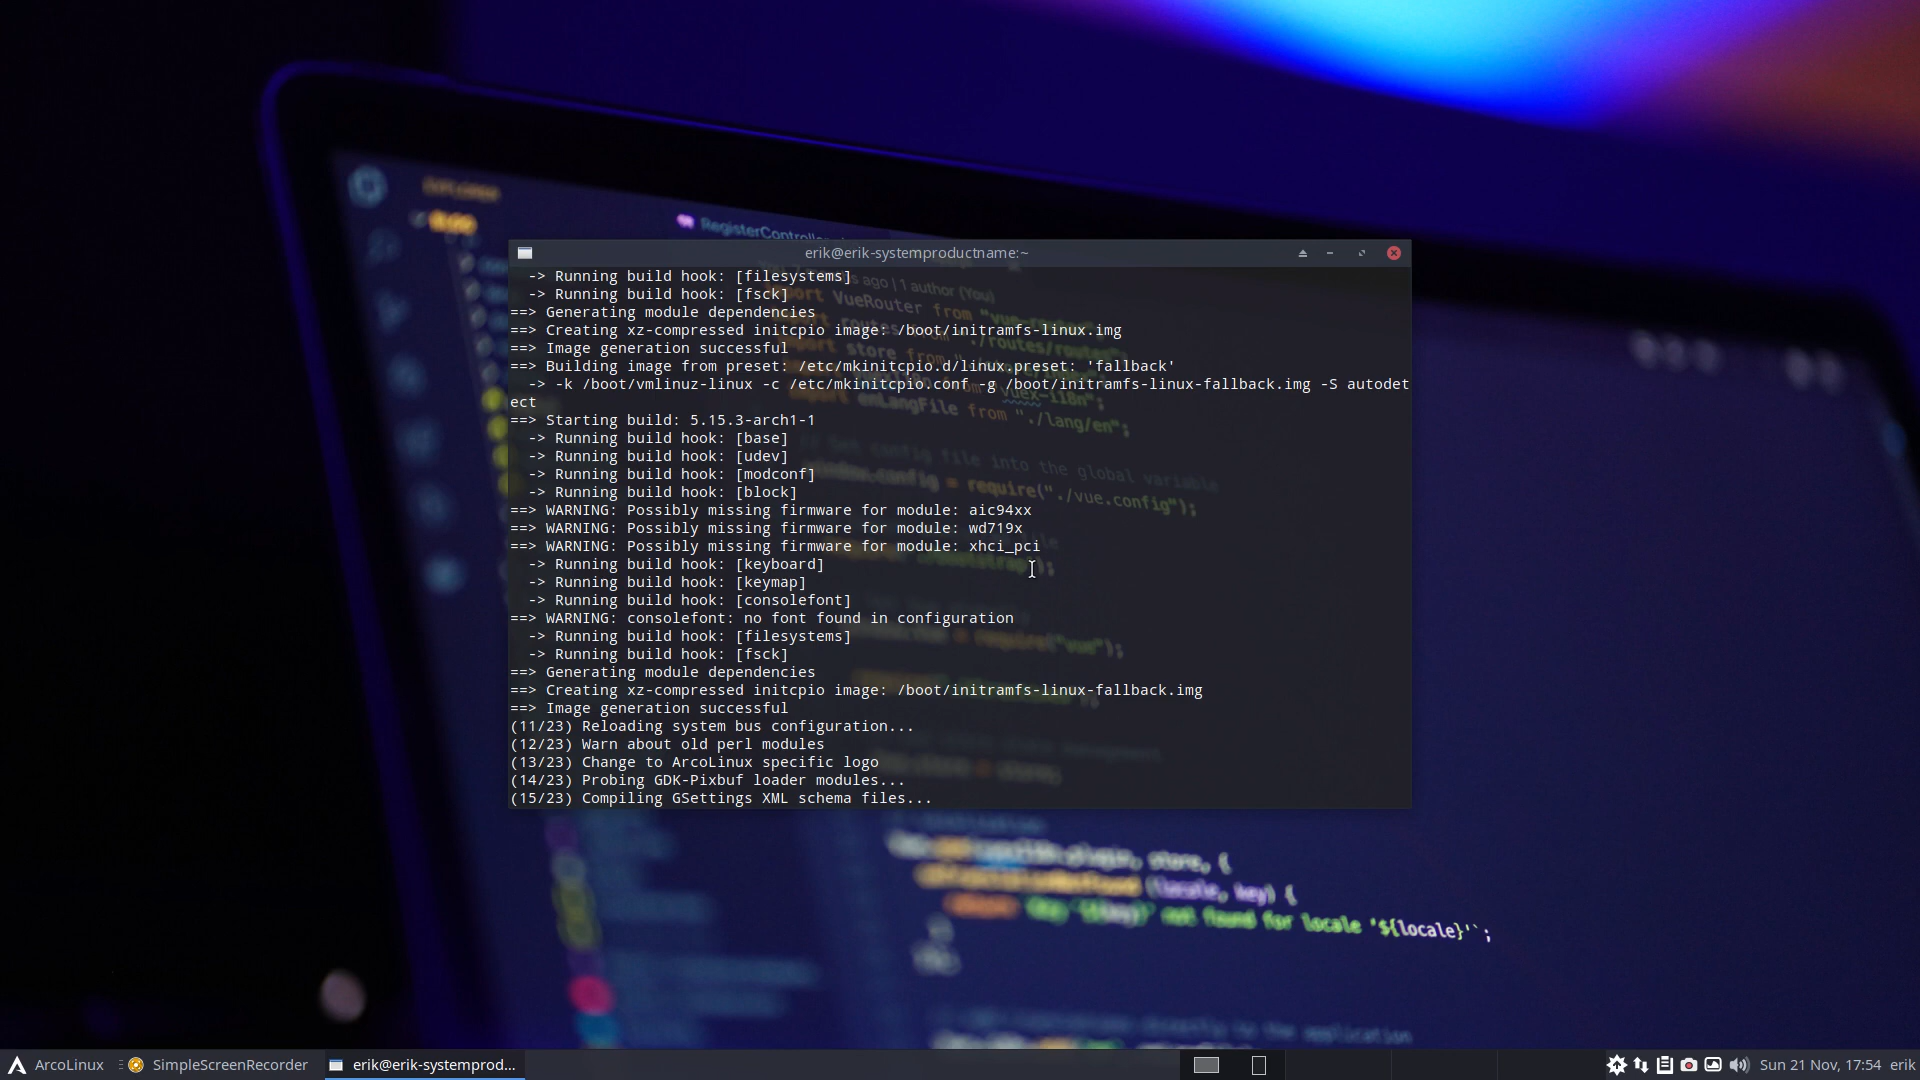 RegisterController
erik@erik-systemproductname:~
-> Running build hook: [filesystems]
-> Running build hook: [fsck]
==> Generating module dependencies
==> Creating xz-compressed initcpio image: /boot/initramfs-linux.img
==> Image generation successful
==> Building image from preset: /etc/mkinitcpio.d/linux.preset: 'fallback'
-> -k /boot/vmlinuz-linux -c /etc/mkinitcpio.conf -g /boot/initramfs-linux-fallback.img -S autodet
ect
==> Starting build: 5.15.3-arch1-1
-> Running build hook: [base]
-> Running build hook: [udev]
-> Running build hook: [modconf]
-> Running build hook: [block]
==> WARNING: Possibly missing firmware for module: aic94xx
==> WARNING: Possibly missing firmware for module: wd719x
==> WARNING: Possibly missing firmware for module: xhci_pci
-> Running build hook: [keyboard]
-> Running build hook: [keymap]
-> Running build hook: [consolefont]
==> WARNING: consolefont: no font found in configuration
-> Running build hook: [filesystems]
-> Running build hook: [fsck]
==> Generating module dependencies
==> Creating xz-compressed initcpio image: /boot/initramfs-linux-fallback.img
==> Image generation successful
(11/23) Reloading system bus configuration...
(12/23) Warn about old perl modules
(13/23) Change to ArcoLinux specific logo
(14/23) Probing GDK-Pixbuf loader modules...
(15/23) Compiling GSettings XML schema files...
store, {
(locale, key) {
not found for locale '${locale}'`;
ArcoLinux
SimpleScreenRecorder
erik@erik-systemprod...
Sun 21 Nov, 17:54
erik